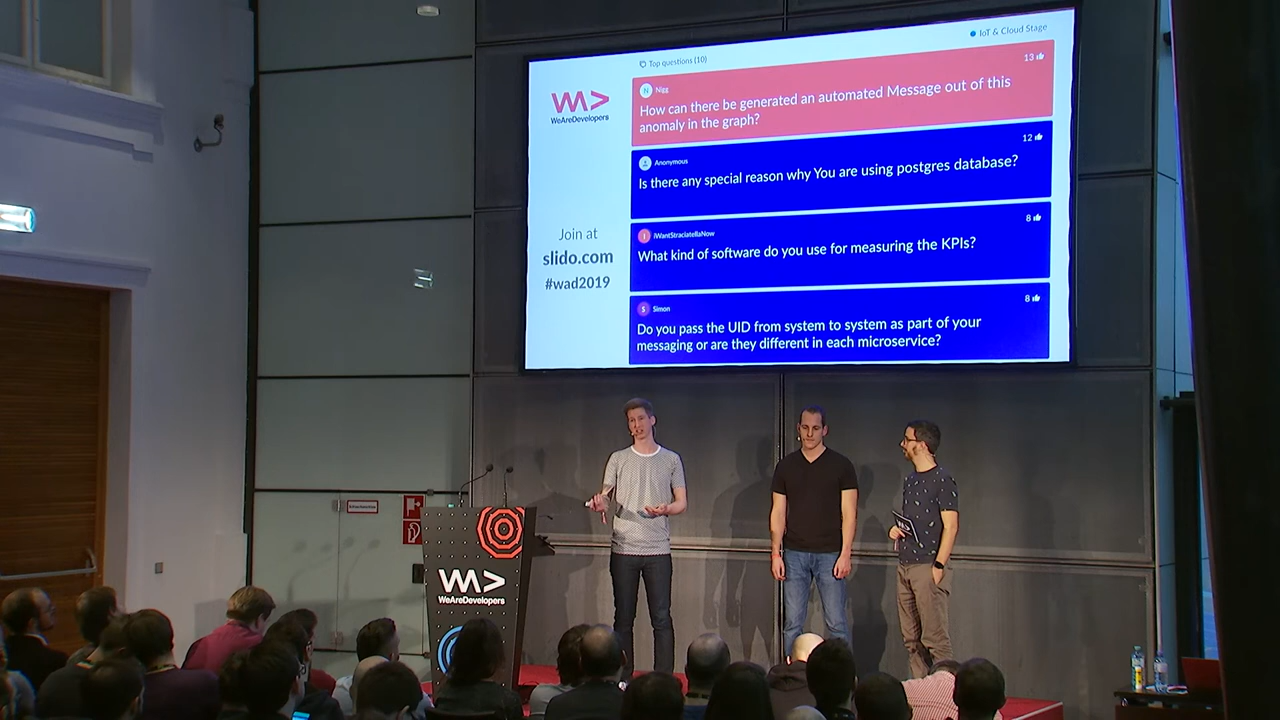 IoT & Cloud Stage
Top questions (10)
WeAreDevelopers
Join at
slido.com
#wad2019
N Nigg
13
How can there be generated an automated Message out of this
anomaly in the graph?
Anonymous
12
Is there any special reason why You are using postgres database?
I iWantStraciatellaNow
8
What kind of software do you use for measuring the KPIs?
S Simon
8
Do you pass the UID from system to system as part of your
messaging or are they different in each microservice?
WeAreDevelopers